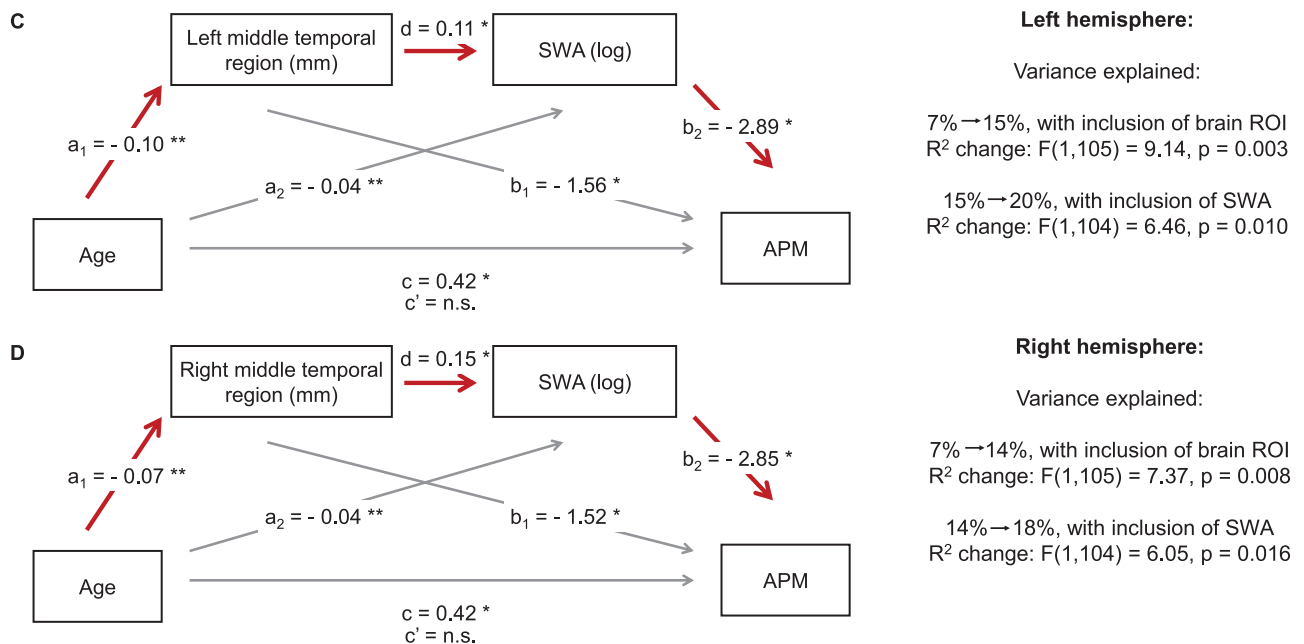 C
Left middle temporal
region (mm)
d = 0.11 *
SWA (log)
a₁ = - 0.10 **
b₂ = - 2.89 *
a₂ = - 0.04 **
b₁ = - 1.56 *
Age
APM
c = 0.42 *
c' = n.s.
Left hemisphere:
Variance explained:
7%→15%, with inclusion of brain ROI
R² change: F(1,105) = 9.14, p = 0.003
15%→20%, with inclusion of SWA
R² change: F(1,104) = 6.46, p = 0.010
D
Right middle temporal
region (mm)
d = 0.15 *
SWA (log)
a₁ = - 0.07 **
b₂ = - 2.85 *
a₂ = - 0.04 **
b₁ = - 1.52 *
Age
APM
c = 0.42 *
c' = n.s.
Right hemisphere:
Variance explained:
7%→14%, with inclusion of brain ROI
R² change: F(1,105) = 7.37, p = 0.008
14%→18%, with inclusion of SWA
R² change: F(1,104) = 6.05, p = 0.016